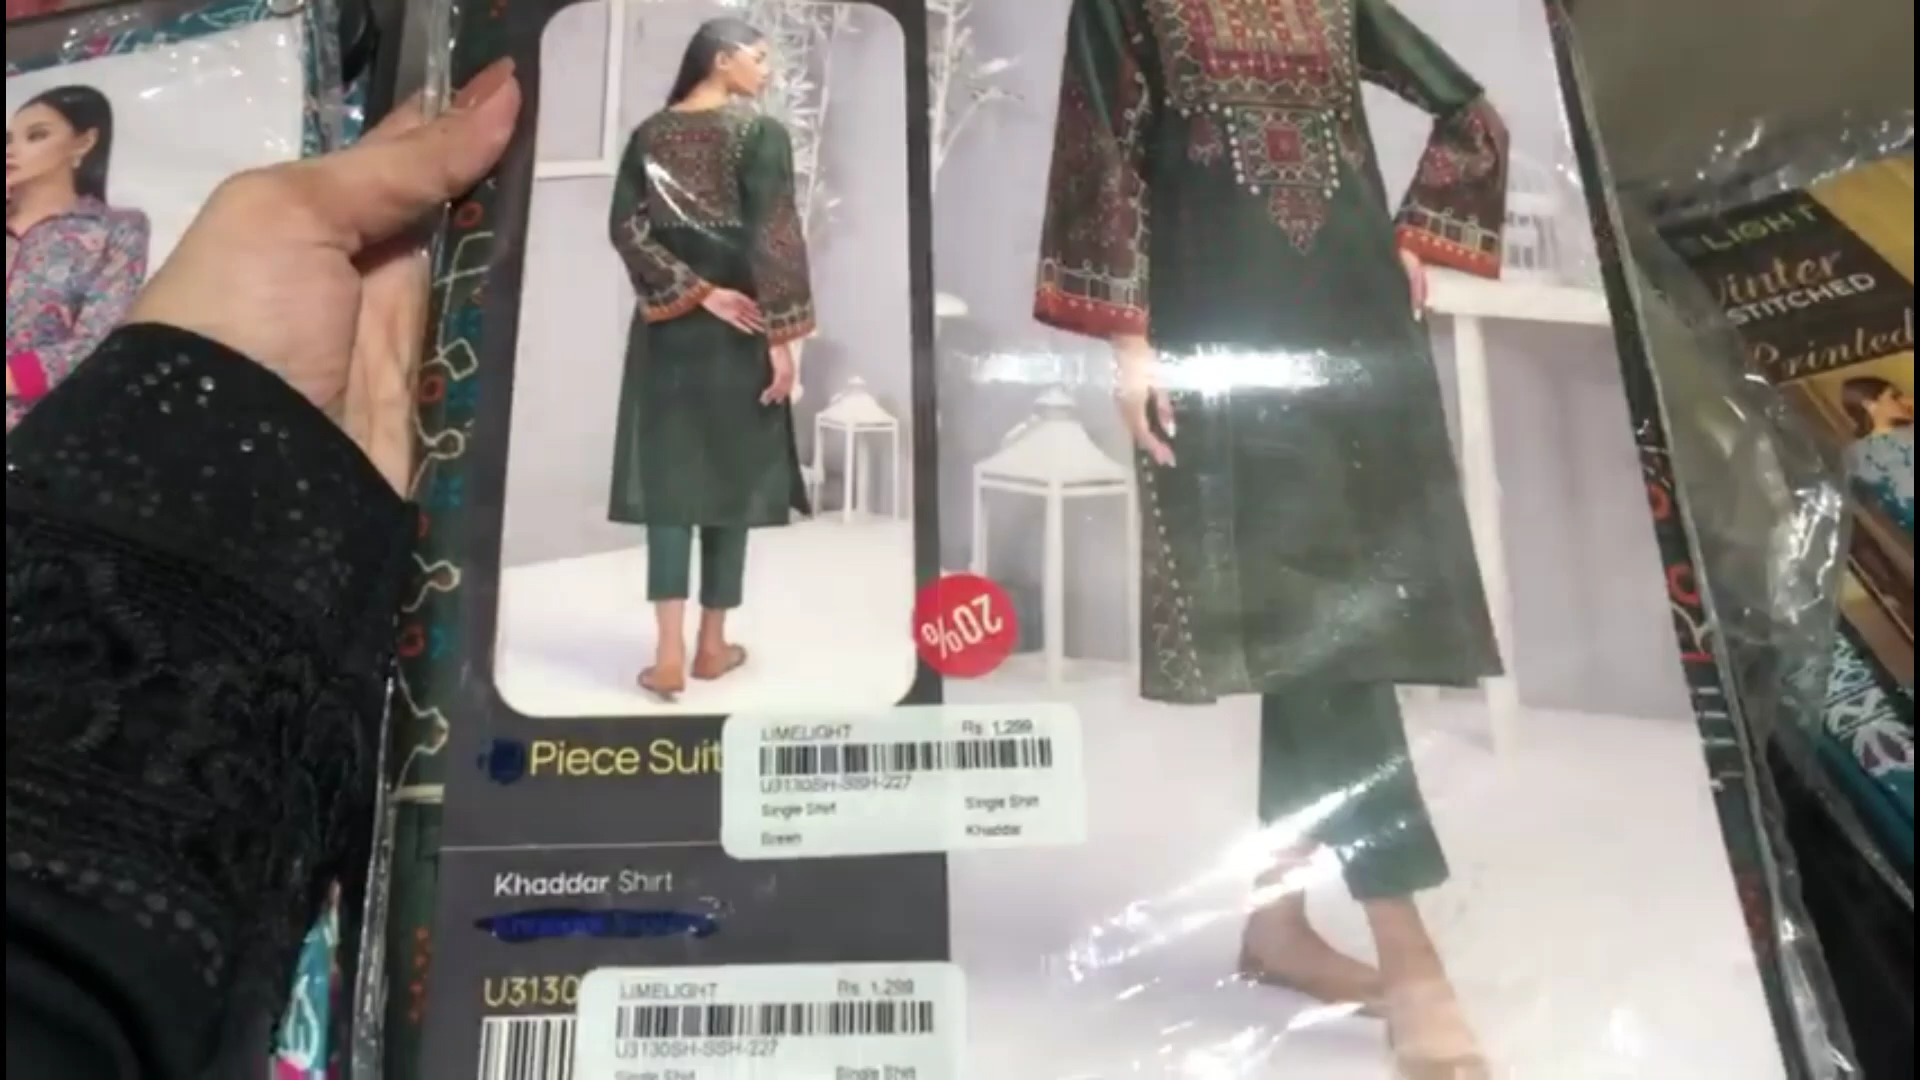 LIGHT
Winter
STITCHED
Printed
20%
Piece Suit
LIMELIGHT Rs. 1,299
U3130SH-SSH-227
Single Shirt Single Shirt
Green Khaddar
Khaddar Shirt
U3130
LIMELIGHT Rs. 1,299
U3130SH-SSH-227
Single Shirt Single Shirt